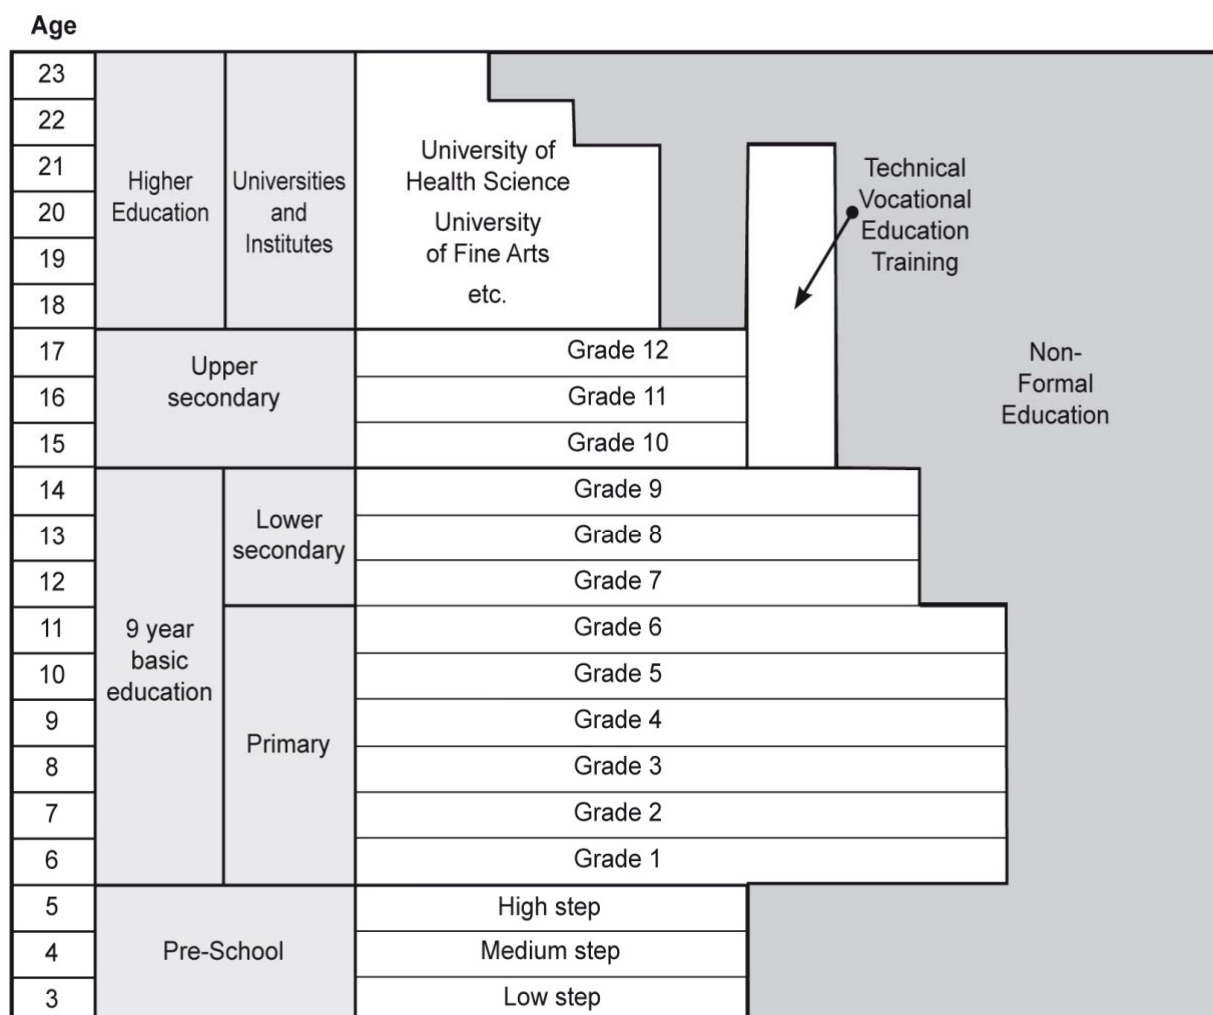 Age
23
22
21
20
19
18
17
16
15
14
13
12
11
10
9
8
7
6
5
4
3
Higher
Education
Universities
and
Institutes
Upper
secondary
9 year
basic
education
Lower
secondary
Primary
Pre-School
University of
Health Science
University
of Fine Arts
etc.
Grade 12
Grade 11
Grade 10
Grade 9
Grade 8
Grade 7
Grade 6
Grade 5
Grade 4
Grade 3
Grade 2
Grade 1
High step
Medium step
Low step
Technical
Vocational
Education
Training
Non-
Formal
Education